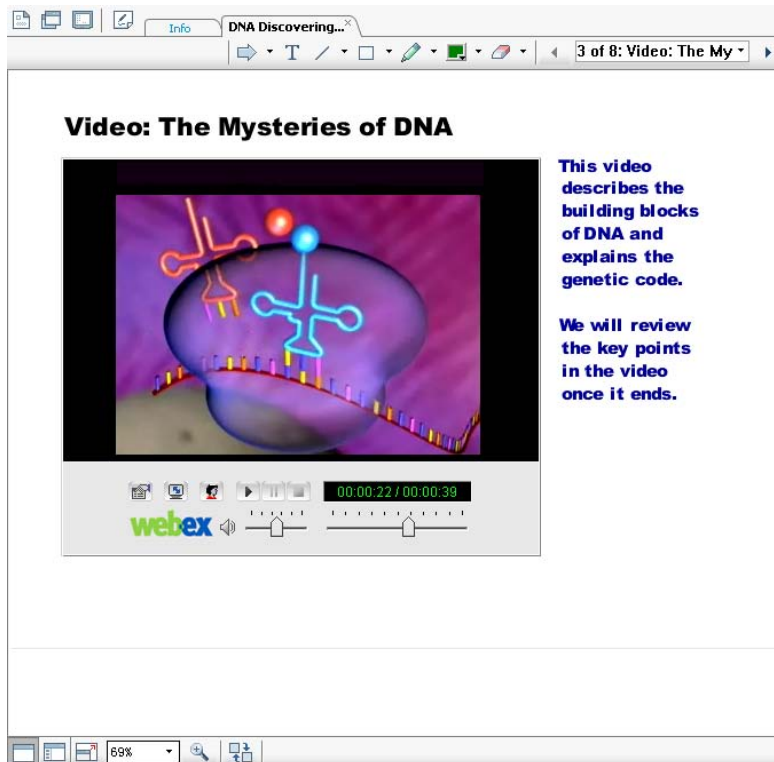 Info
DNA Discovering...
3 of 8: Video: The My
Video: The Mysteries of DNA
This video
describes the
building blocks
of DNA and
explains the
genetic code.
We will review
the key points
in the video
once it ends.
00:00:22 / 00:00:39
webex
69%